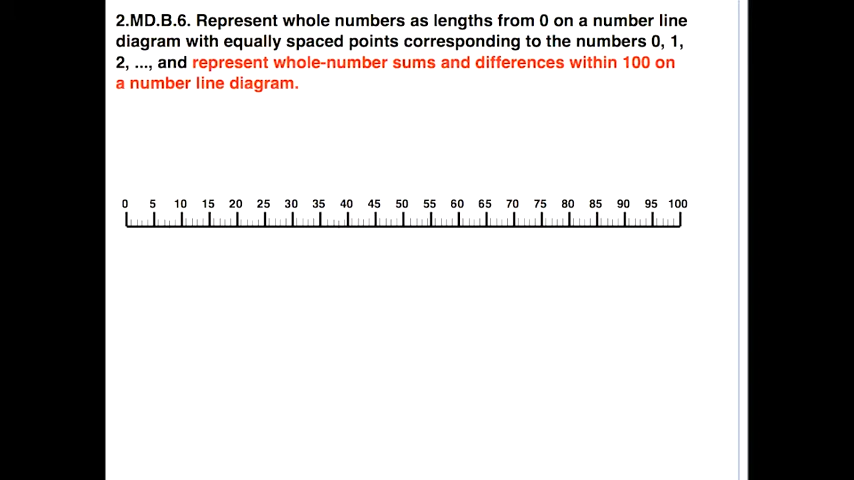 2.MD.B.6. Represent whole numbers as lengths from 0 on a number line
diagram with equally spaced points corresponding to the numbers 0, 1,
2, ..., and represent whole-number sums and differences within 100 on
a number line diagram.
0 5 10 15 20 25 30 35 40 45 50 55 60 65 70 75 80 85 90 95 100